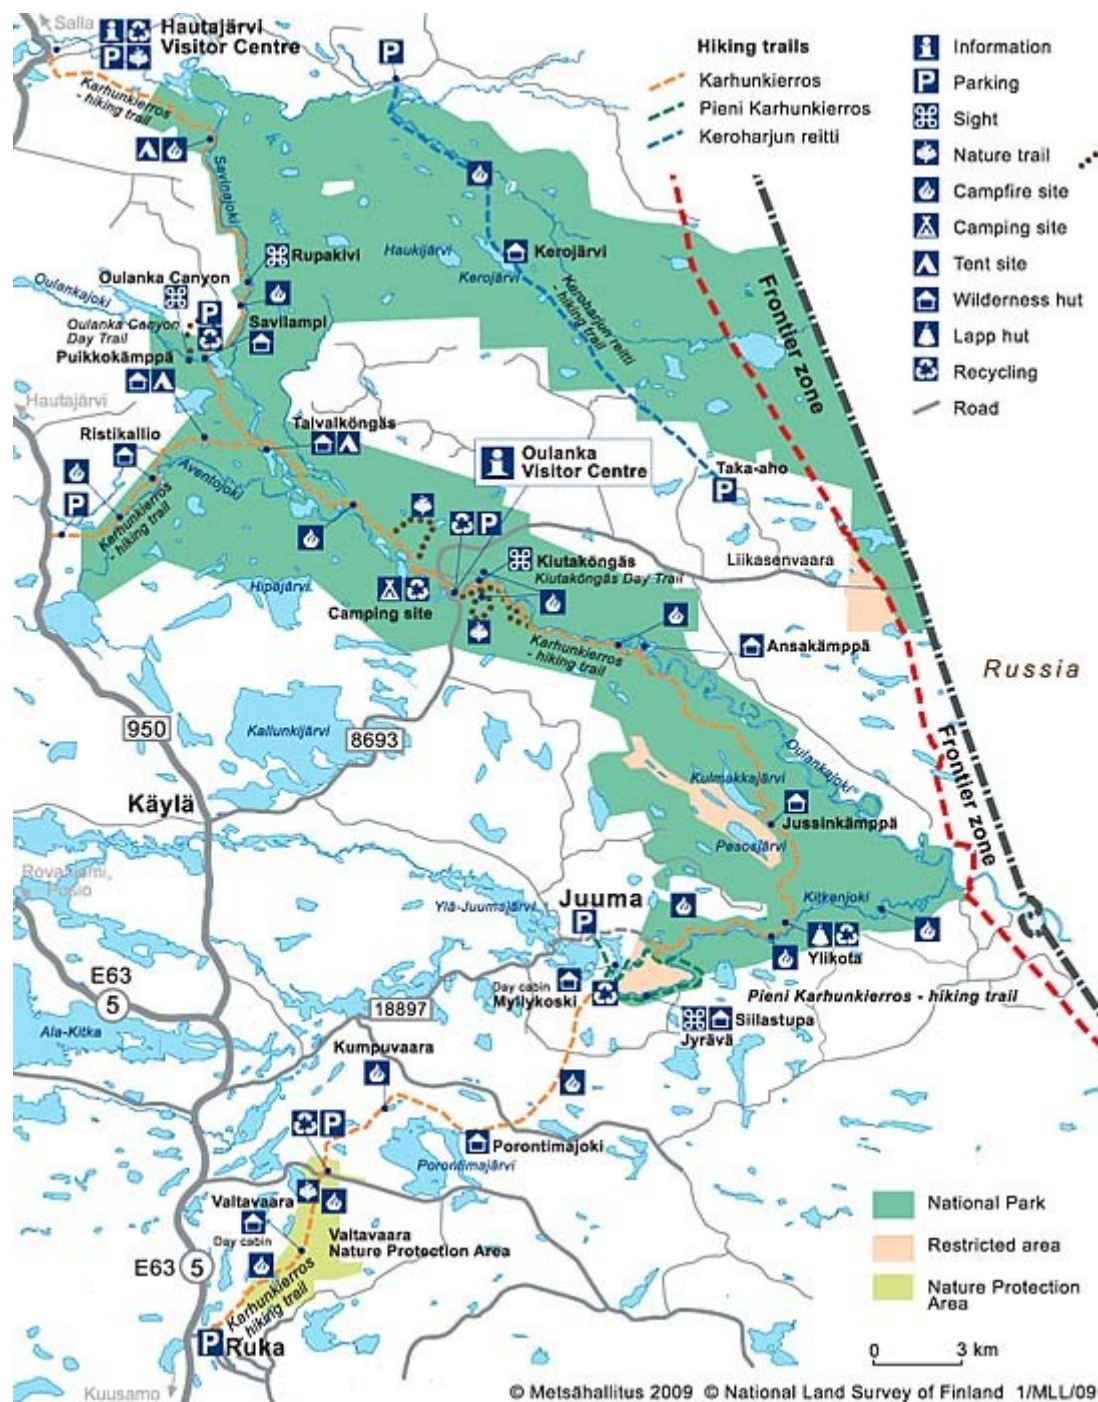 Salla
Hautajärvi
Visitor Centre
Karhunkierros
- hiking trail
Savinajoki
Hiking trails
Karhunkierros
Pieni Karhunkierros
Keroharjun reitti
Information
Parking
Sight
Nature trail
Campfire site
Camping site
Tent site
Wilderness hut
Lapp hut
Recycling
Road
Rupakivi
Haukijärvi
Kerojärvi
Kerojärvi
Keroharjun reitti
- hiking trail
Oulanka Canyon
Oulankajoki
Oulanka Canyon
Day Trail
Savilampi
Puikkokämppä
Hautajärvi
Ristikallio
Taivalköngäs
Aventojoki
Karhunkierros
- hiking trail
Oulanka
Visitor Centre
Taka-aho
Frontier zone
Liikasenvaara
Kiutaköngäs
Kiutaköngäs Day Trail
Hipäjärvi
Camping site
Karhunkierros
- hiking trail
Ansakämppä
Russia
950
Kallunkijärvi
8693
Oulankajoki
Frontier zone
Kulmakkajärvi
Käylä
Jussinkämppä
Pesosjärvi
Rovaniemi,
Posio
Ylä-Juumajärvi
Juuma
Kitkenjoki
Ylikota
E63
5
Day cabin
Myllykoski
Pieni Karhunkierros - hiking trail
18897
Siilastupa
Jyrävä
Ala-Kitka
Kumpuvaara
Porontimajoki
Porontimajärvi
Valtavaara
Day cabin
Valtavaara
Nature Protection Area
E63
5
Karhunkierros
- hiking trail
Ruka
Kuusamo
National Park
Restricted area
Nature Protection
Area
0 3 km
© Metsähallitus 2009 © National Land Survey of Finland 1/MLL/09